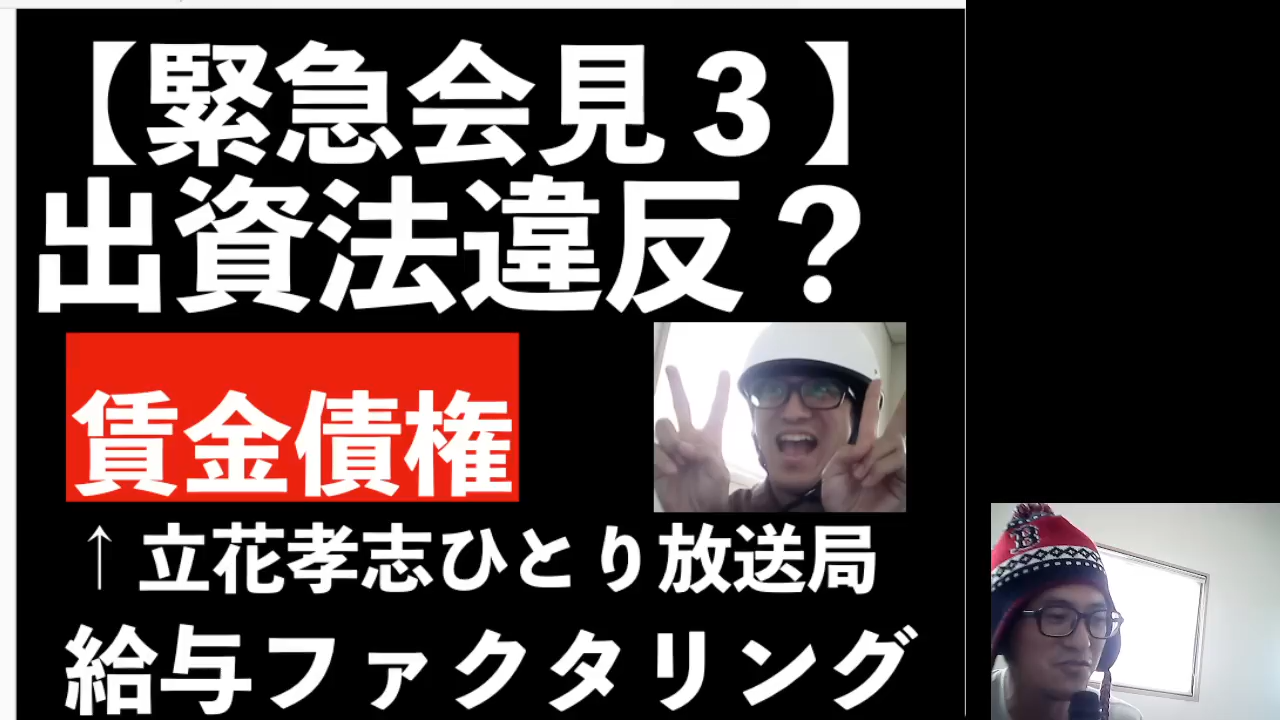 【緊急会見３】
出資法違反？
賃金債権
↑立花孝志ひとり放送局
給与ファクタリング
B